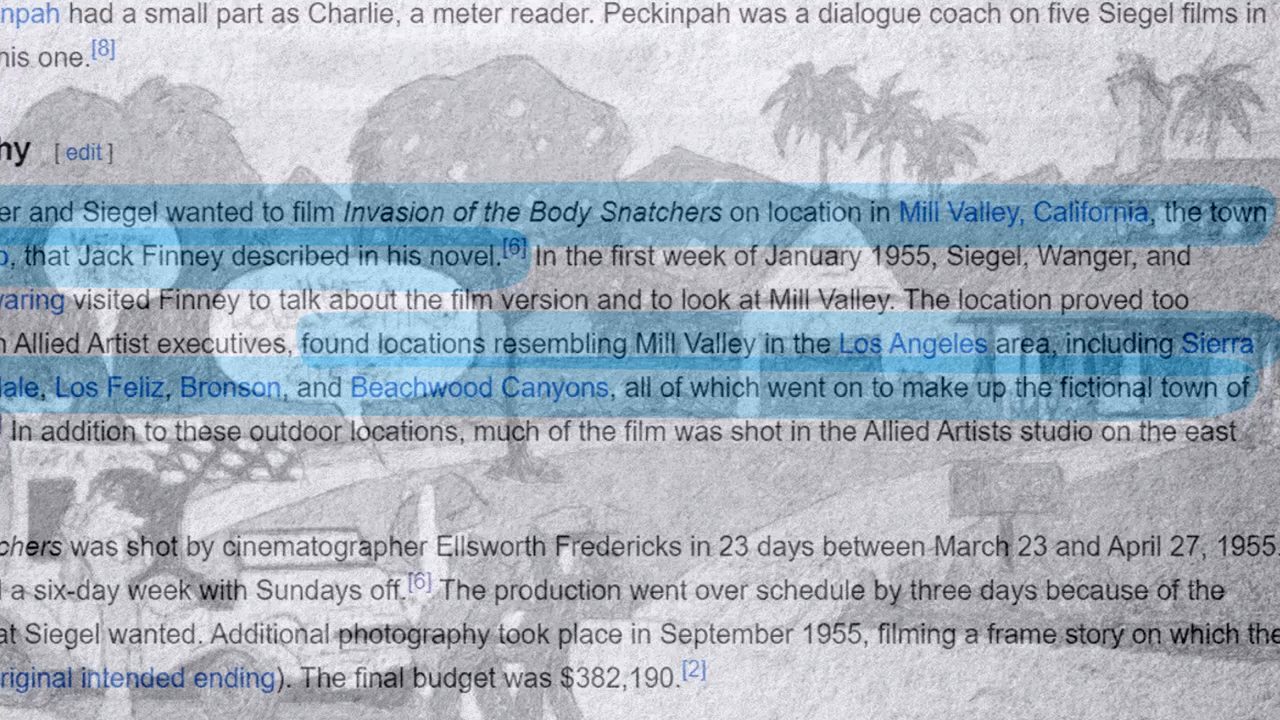 npah had a small part as Charlie, a meter reader. Peckinpah was a dialogue coach on five Siegel films in
his one.[8]
hy [ edit ]
er and Siegel wanted to film Invasion of the Body Snatchers on location in Mill Valley, California, the town
o, that Jack Finney described in his novel.[6] In the first week of January 1955, Siegel, Wanger, and
waring visited Finney to talk about the film version and to look at Mill Valley. The location proved too
n Allied Artist executives, found locations resembling Mill Valley in the Los Angeles area, including Sierra
dale, Los Feliz, Bronson, and Beachwood Canyons, all of which went on to make up the fictional town of
In addition to these outdoor locations, much of the film was shot in the Allied Artists studio on the east
chers was shot by cinematographer Ellsworth Fredericks in 23 days between March 23 and April 27, 1955
d a six-day week with Sundays off.[6] The production went over schedule by three days because of the
at Siegel wanted. Additional photography took place in September 1955, filming a frame story on which the
riginal intended ending). The final budget was $382,190.[2]